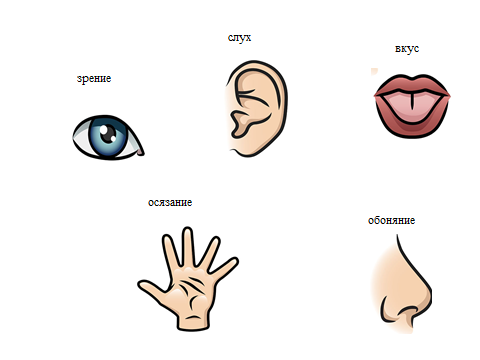 слух
вкус
зрение
осязание
обоняние